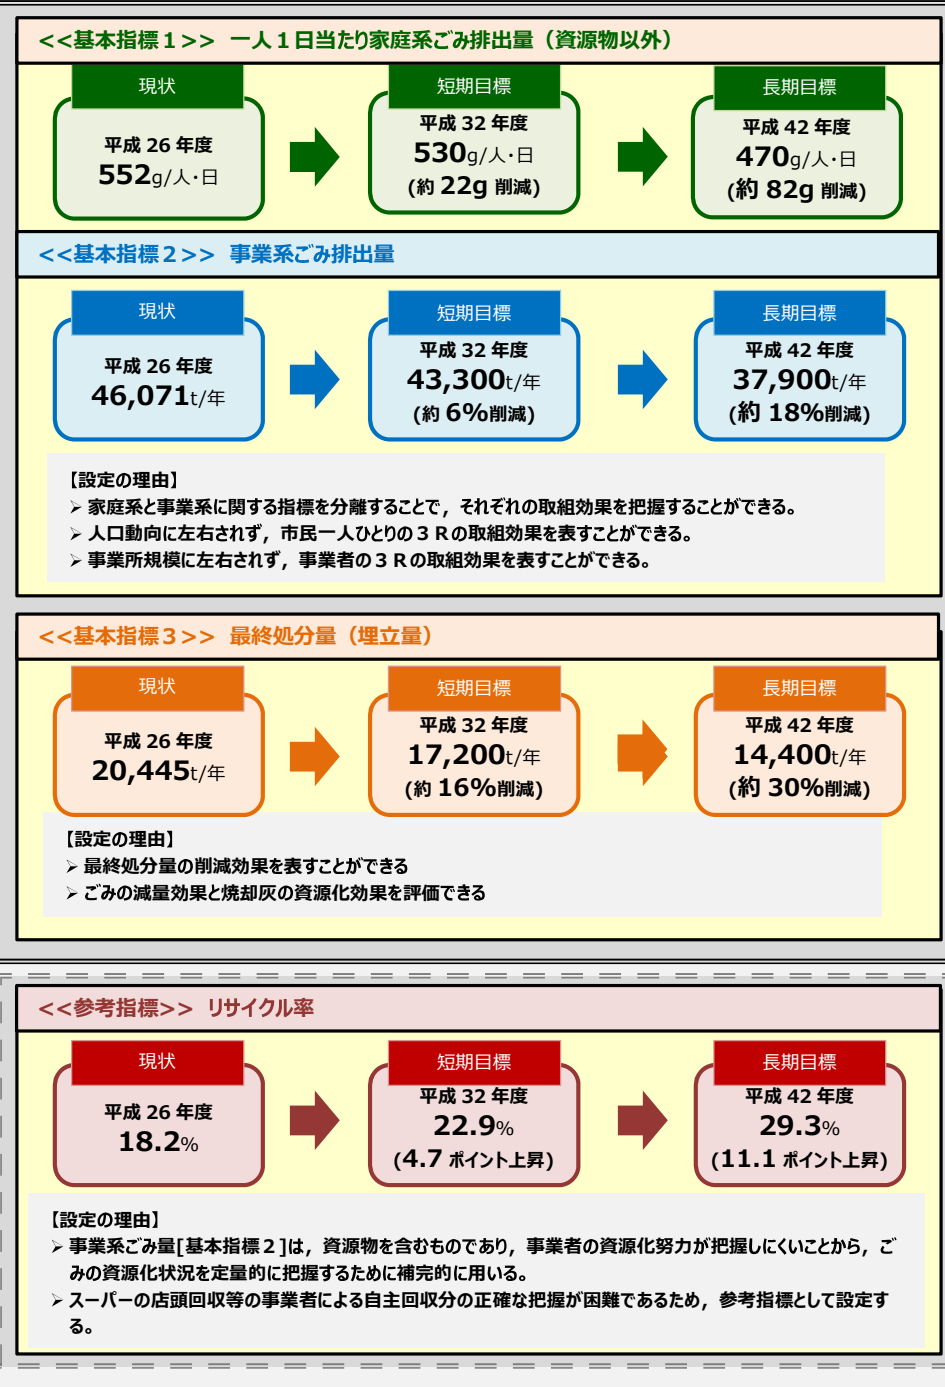 <<基本指標１>> 一人１日当たり家庭系ごみ排出量（資源物以外）
現状
平成 26 年度
552g/人・日
短期目標
平成 32 年度
530g/人・日
(約 22g 削減)
長期目標
平成 42 年度
470g/人・日
(約 82g 削減)
<<基本指標２>> 事業系ごみ排出量
現状
平成 26 年度
46,071t/年
短期目標
平成 32 年度
43,300t/年
(約 6%削減)
長期目標
平成 42 年度
37,900t/年
(約 18%削減)
【設定の理由】
➢ 家庭系と事業系に関する指標を分離することで，それぞれの取組効果を把握することができる。
➢ 人口動向に左右されず，市民一人ひとりの３Ｒの取組効果を表すことができる。
➢ 事業所規模に左右されず，事業者の３Ｒの取組効果を表すことができる。
<<基本指標３>> 最終処分量（埋立量）
現状
平成 26 年度
20,445t/年
短期目標
平成 32 年度
17,200t/年
(約 16%削減)
長期目標
平成 42 年度
14,400t/年
(約 30%削減)
【設定の理由】
➢ 最終処分量の削減効果を表すことができる
➢ ごみの減量効果と焼却灰の資源化効果を評価できる
<<参考指標>> リサイクル率
現状
平成 26 年度
18.2%
短期目標
平成 32 年度
22.9%
(4.7 ポイント上昇)
長期目標
平成 42 年度
29.3%
(11.1 ポイント上昇)
【設定の理由】
➢ 事業系ごみ量[基本指標２]は，資源物を含むものであり，事業者の資源化努力が把握しにくいことから，ご
みの資源化状況を定量的に把握するために補完的に用いる。
➢ スーパーの店頭回収等の事業者による自主回収分の正確な把握が困難であるため，参考指標として設定す
る。